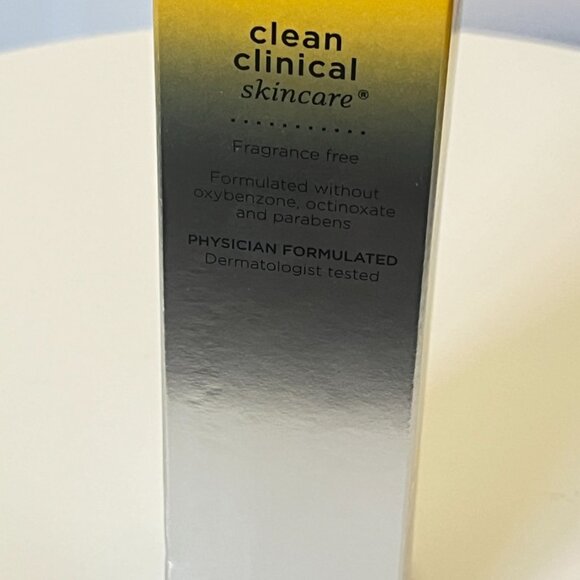 clean
clinical
skincare®
Fragrance free
Formulated without
oxybenzone, octinoxate
and parabens
PHYSICIAN FORMULATED
Dermatologist tested